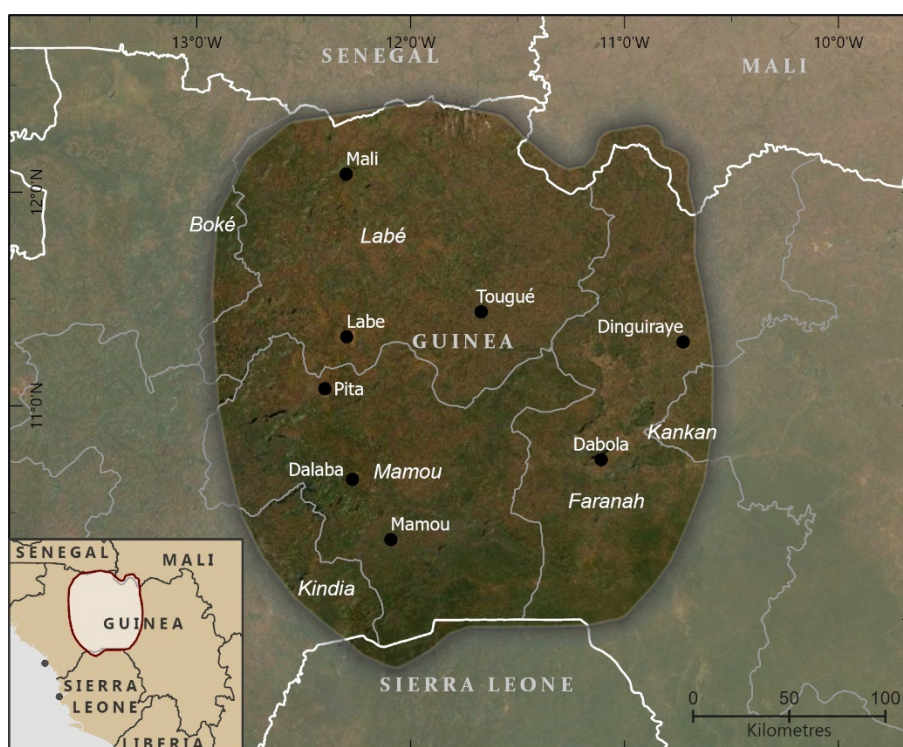 13°0'W
12°0'W
11°0'W
10°0'W
SENEGAL
MALI
12°0'N
Mali
Boké
Labé
Tougué
Labe
GUINEA
Dinguiraye
11°0'N
Pita
Kankan
Dabola
Dalaba
Mamou
Faranah
Mamou
Kindia
SIERRA LEONE
0
50
100
Kilometres
SENEGAL
MALI
GUINEA
SIERRA
LEONE
LIBERIA